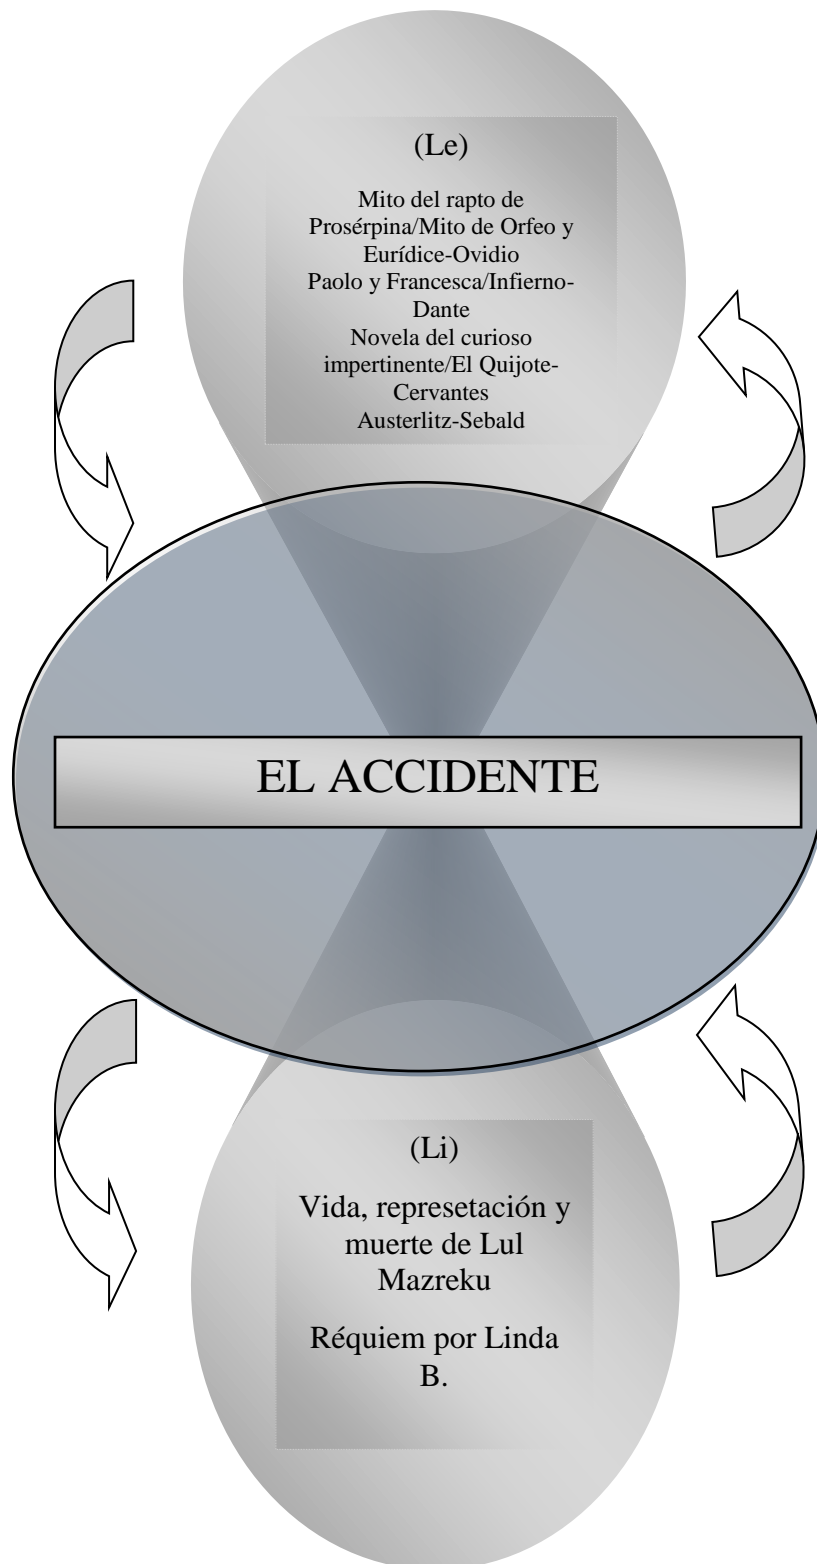 (Le)
Mito del rapto de
Prosérpina/Mito de Orfeo y
Eurídice-Ovidio
Paolo y Francesca/Infierno-
Dante
Novela del curioso
impertinente/El Quijote-
Cervantes
Austerlitz-Sebald
EL ACCIDENTE
(Li)
Vida, represetación y
muerte de Lul
Mazreku
Réquiem por Linda
B.